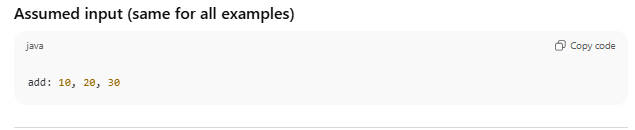 Assumed input (same for all examples)
java
Copy code
add: 10, 20, 30